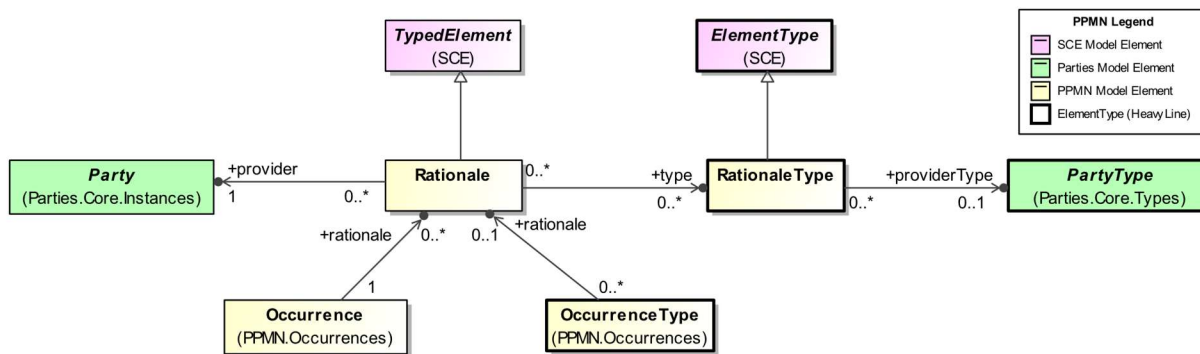 TypedElement
(SCE)
ElementType
(SCE)
PPMN Legend
SCE Model Element
Parties Model Element
PPMN Model Element
ElementType (Heavy Line)
Party
(Parties.Core.Instances)
+provider
1
0..*
Rationale
0..*
+type
0..*
RationaleType
+providerType
0..*
0..1
PartyType
(Parties.Core.Types)
+rationale
0..*
0..1
+rationale
1
0..*
Occurrence
(PPMN.Occurrences)
OccurrenceType
(PPMN.Occurrences)